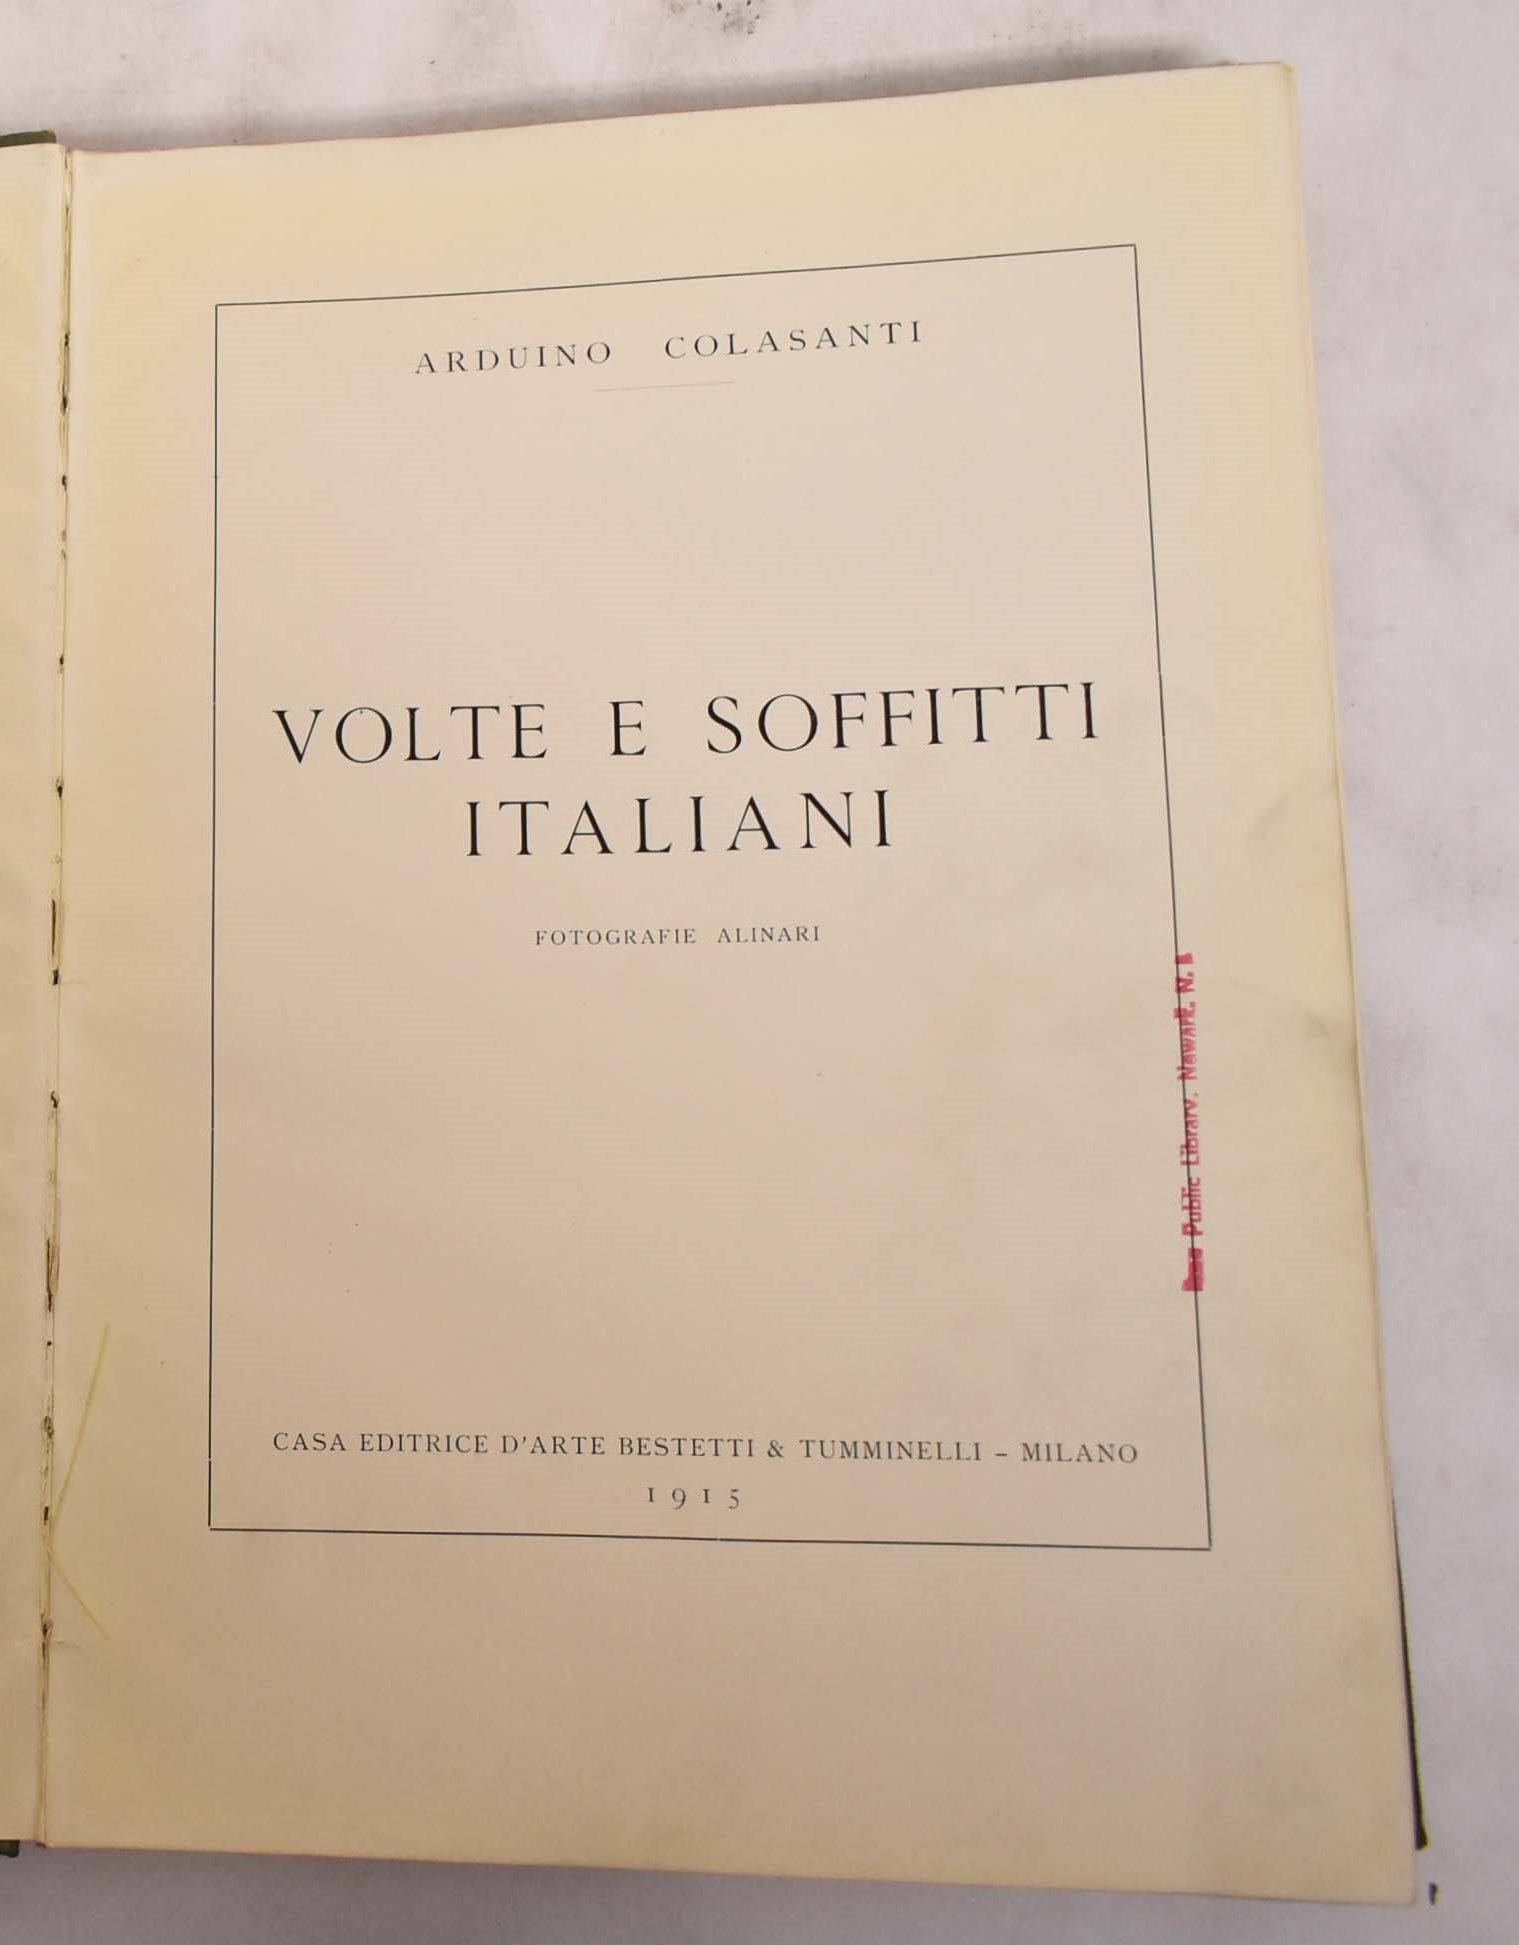 ARDUINO COLASANTI
VOLTE E SOFFITTI
ITALIANI
FOTOGRAFIE ALINARI
CASA EDITRICE D'ARTE BESTETTI & TUMMINELLI – MILANO
1915
Public Library, Newark, N.